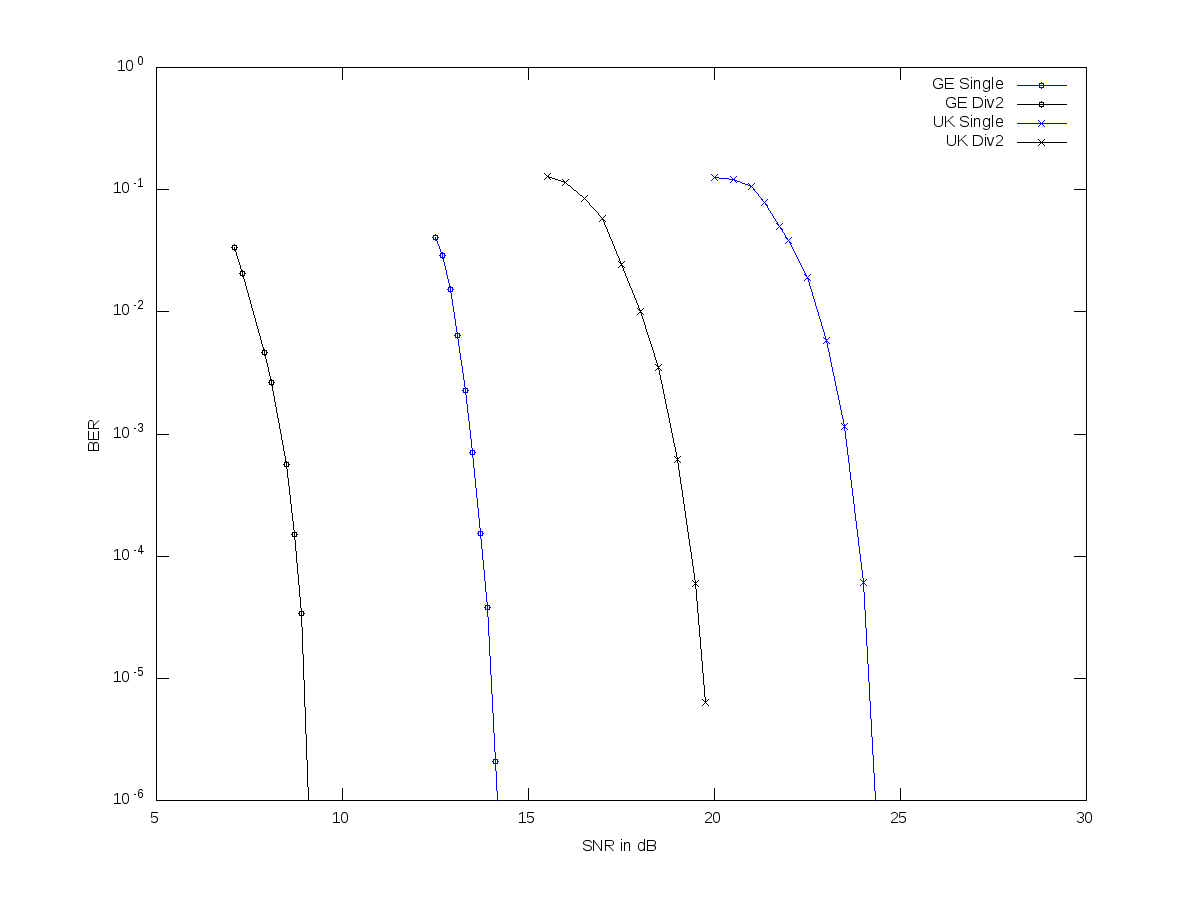 10^0
10^-1
10^-2
10^-3
10^-4
10^-5
10^-6
BER
GE Single
GE Div2
UK Single
UK Div2
5 10 15 20 25 30
SNR in dB